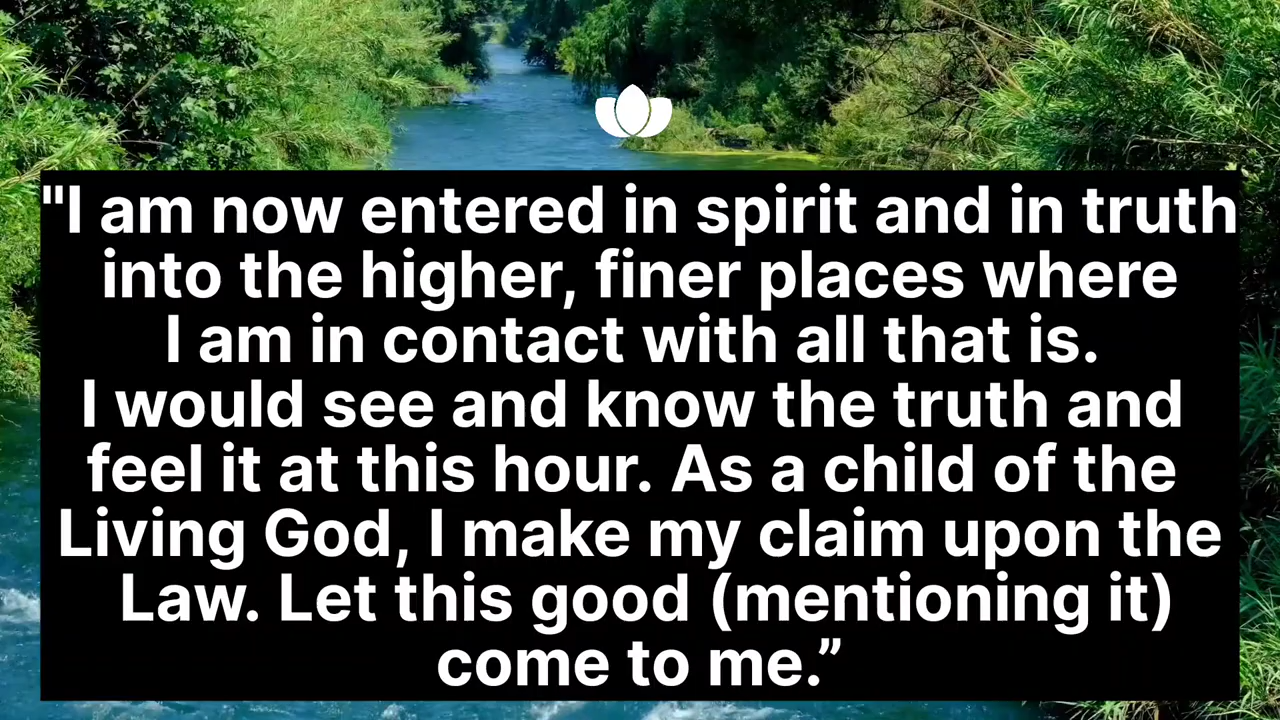 "I am now entered in spirit and in truth
into the higher, finer places where
I am in contact with all that is.
I would see and know the truth and
feel it at this hour. As a child of the
Living God, I make my claim upon the
Law. Let this good (mentioning it)
come to me.”